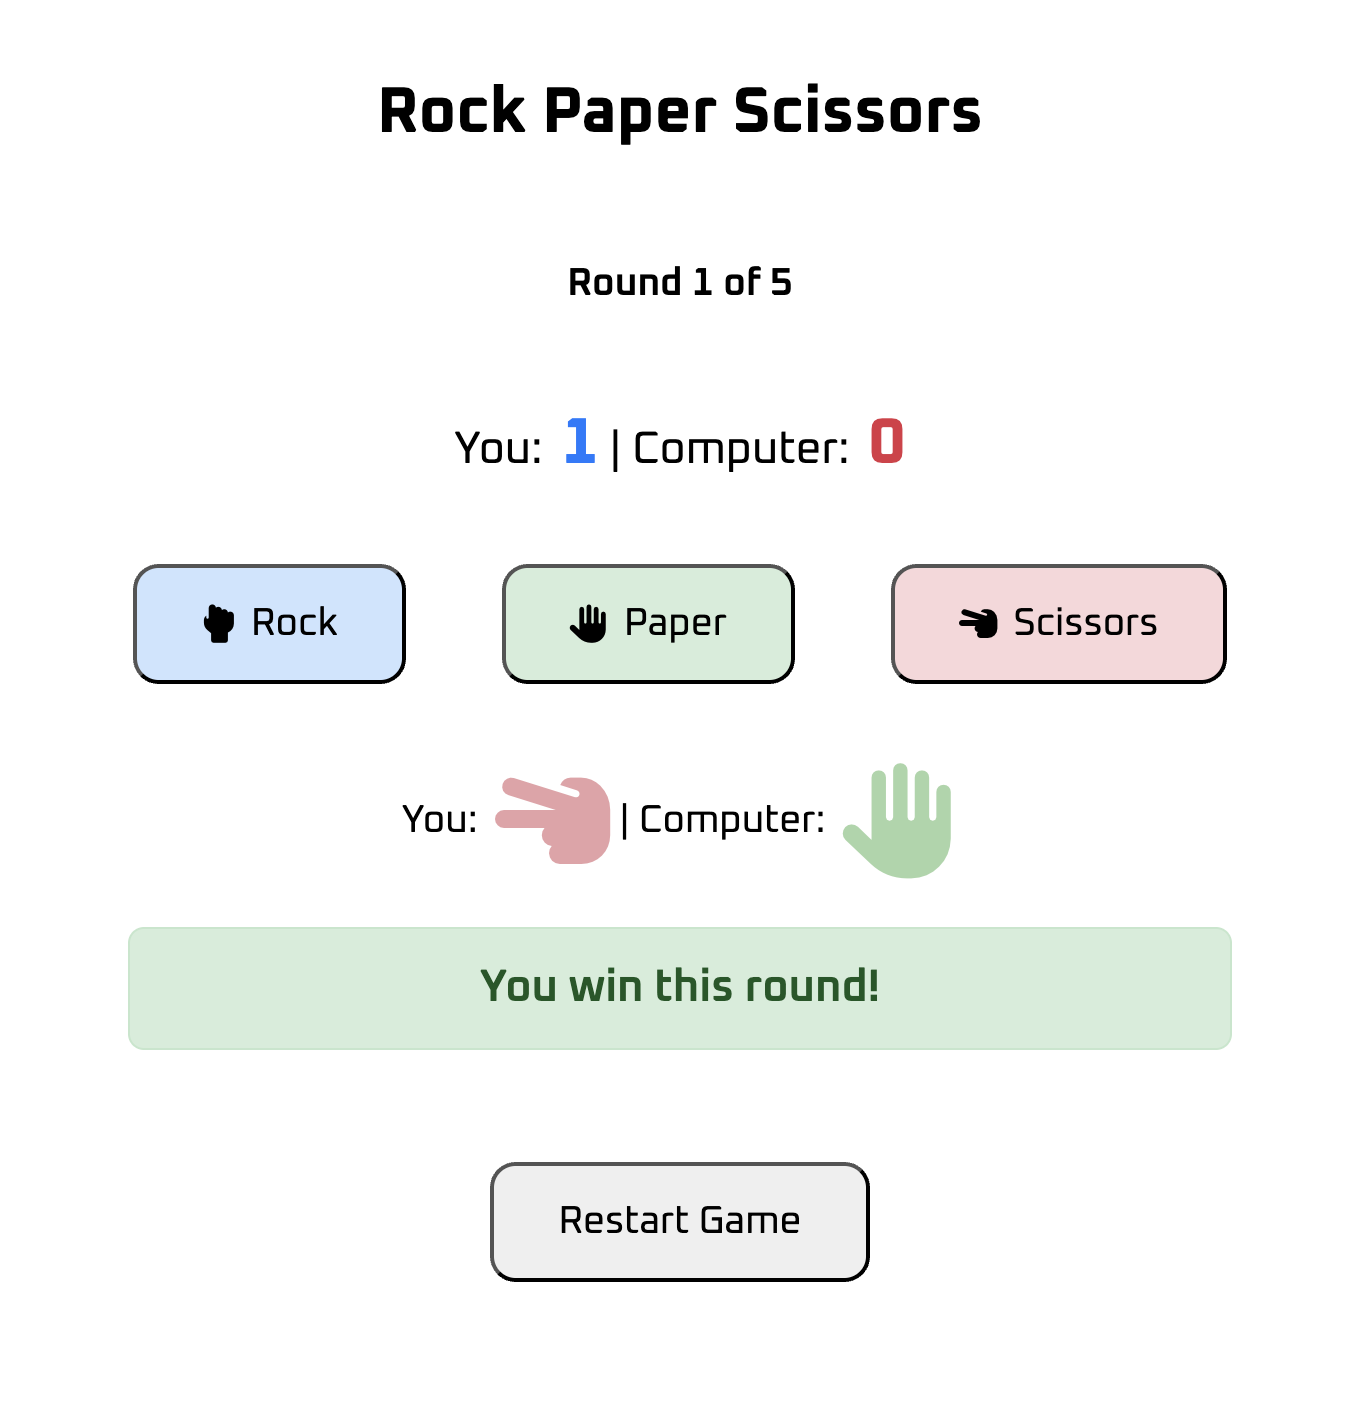 Rock Paper Scissors
Round 1 of 5
You: 1 | Computer: 0
Rock
Paper
Scissors
You: | Computer:
You win this round!
Restart Game